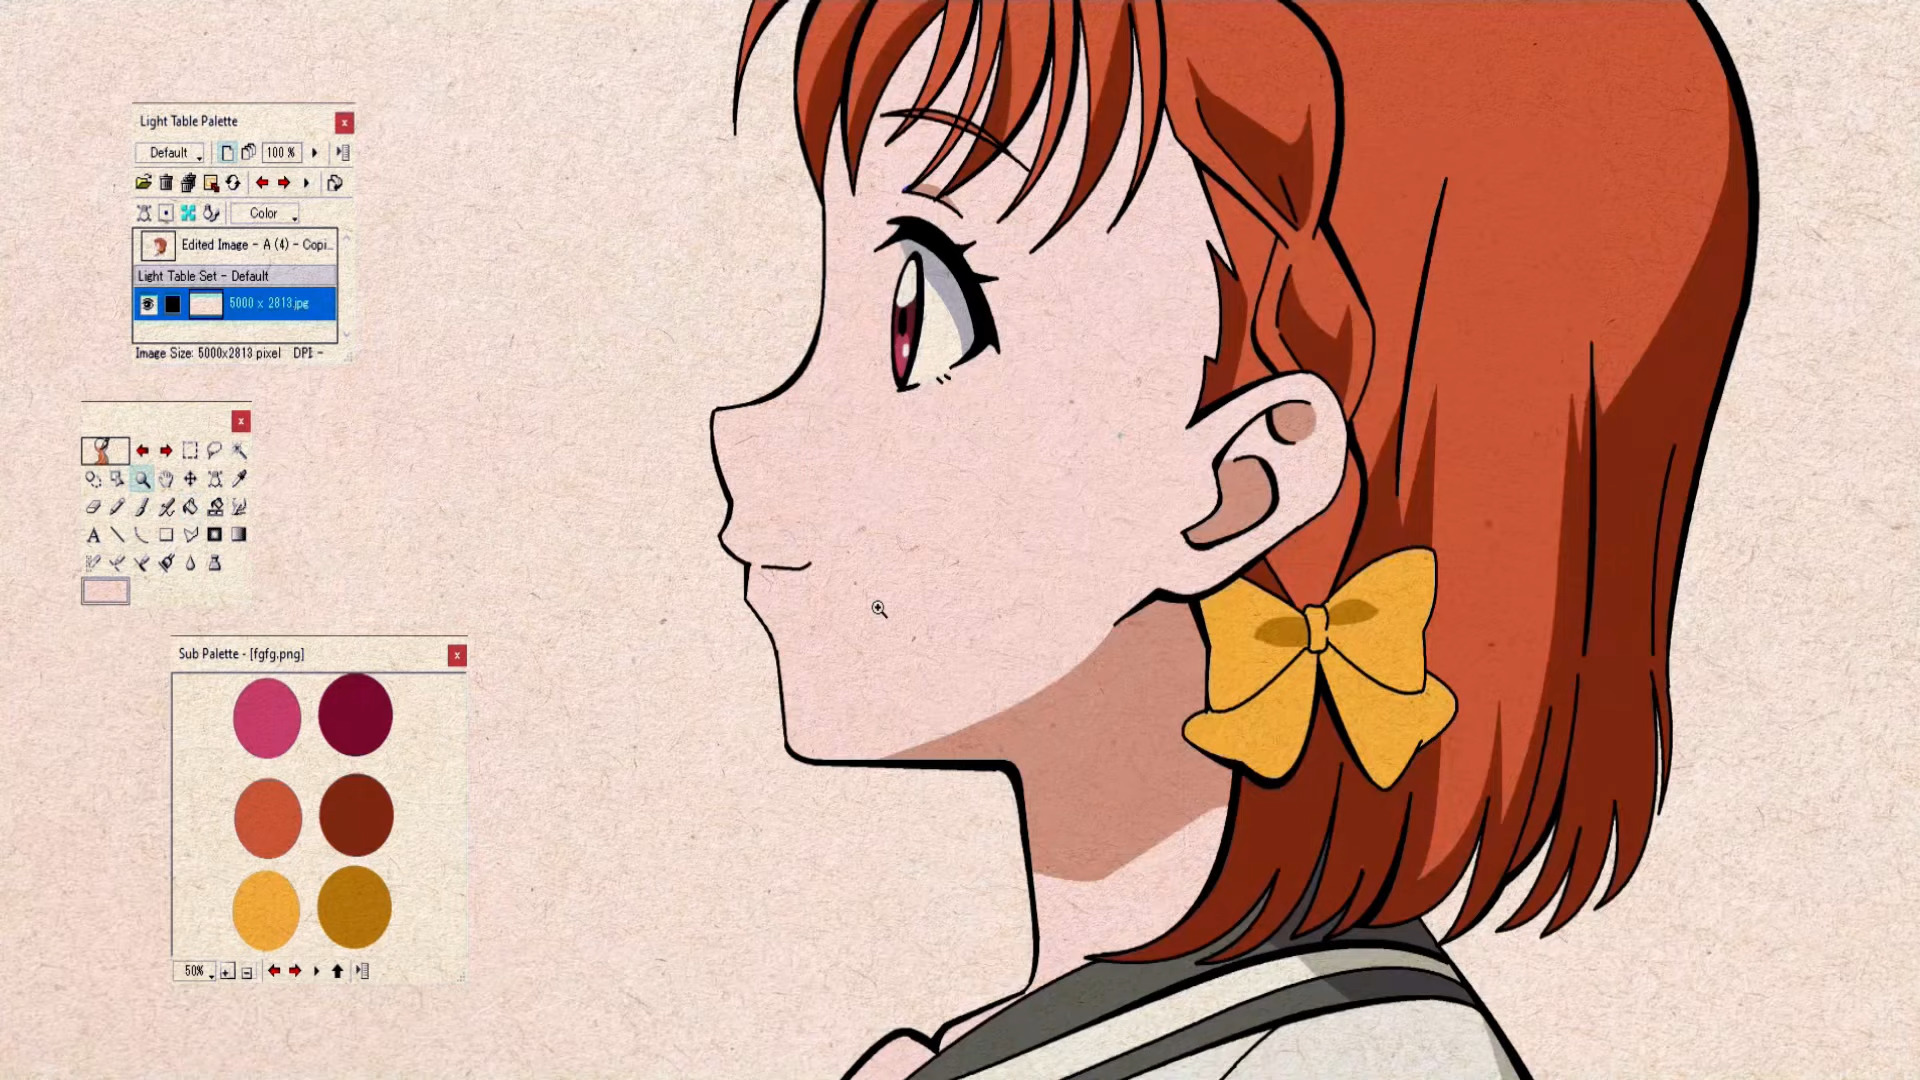 Light Table Palette
x
Default
100 %
Color
Edited Image - A (4) - Copi...
Light Table Set - Default
5000 x 2813.jpg
Image Size: 5000x2813 pixel DPI -
x
A
Sub Palette - [fgfg.png]
x
50%